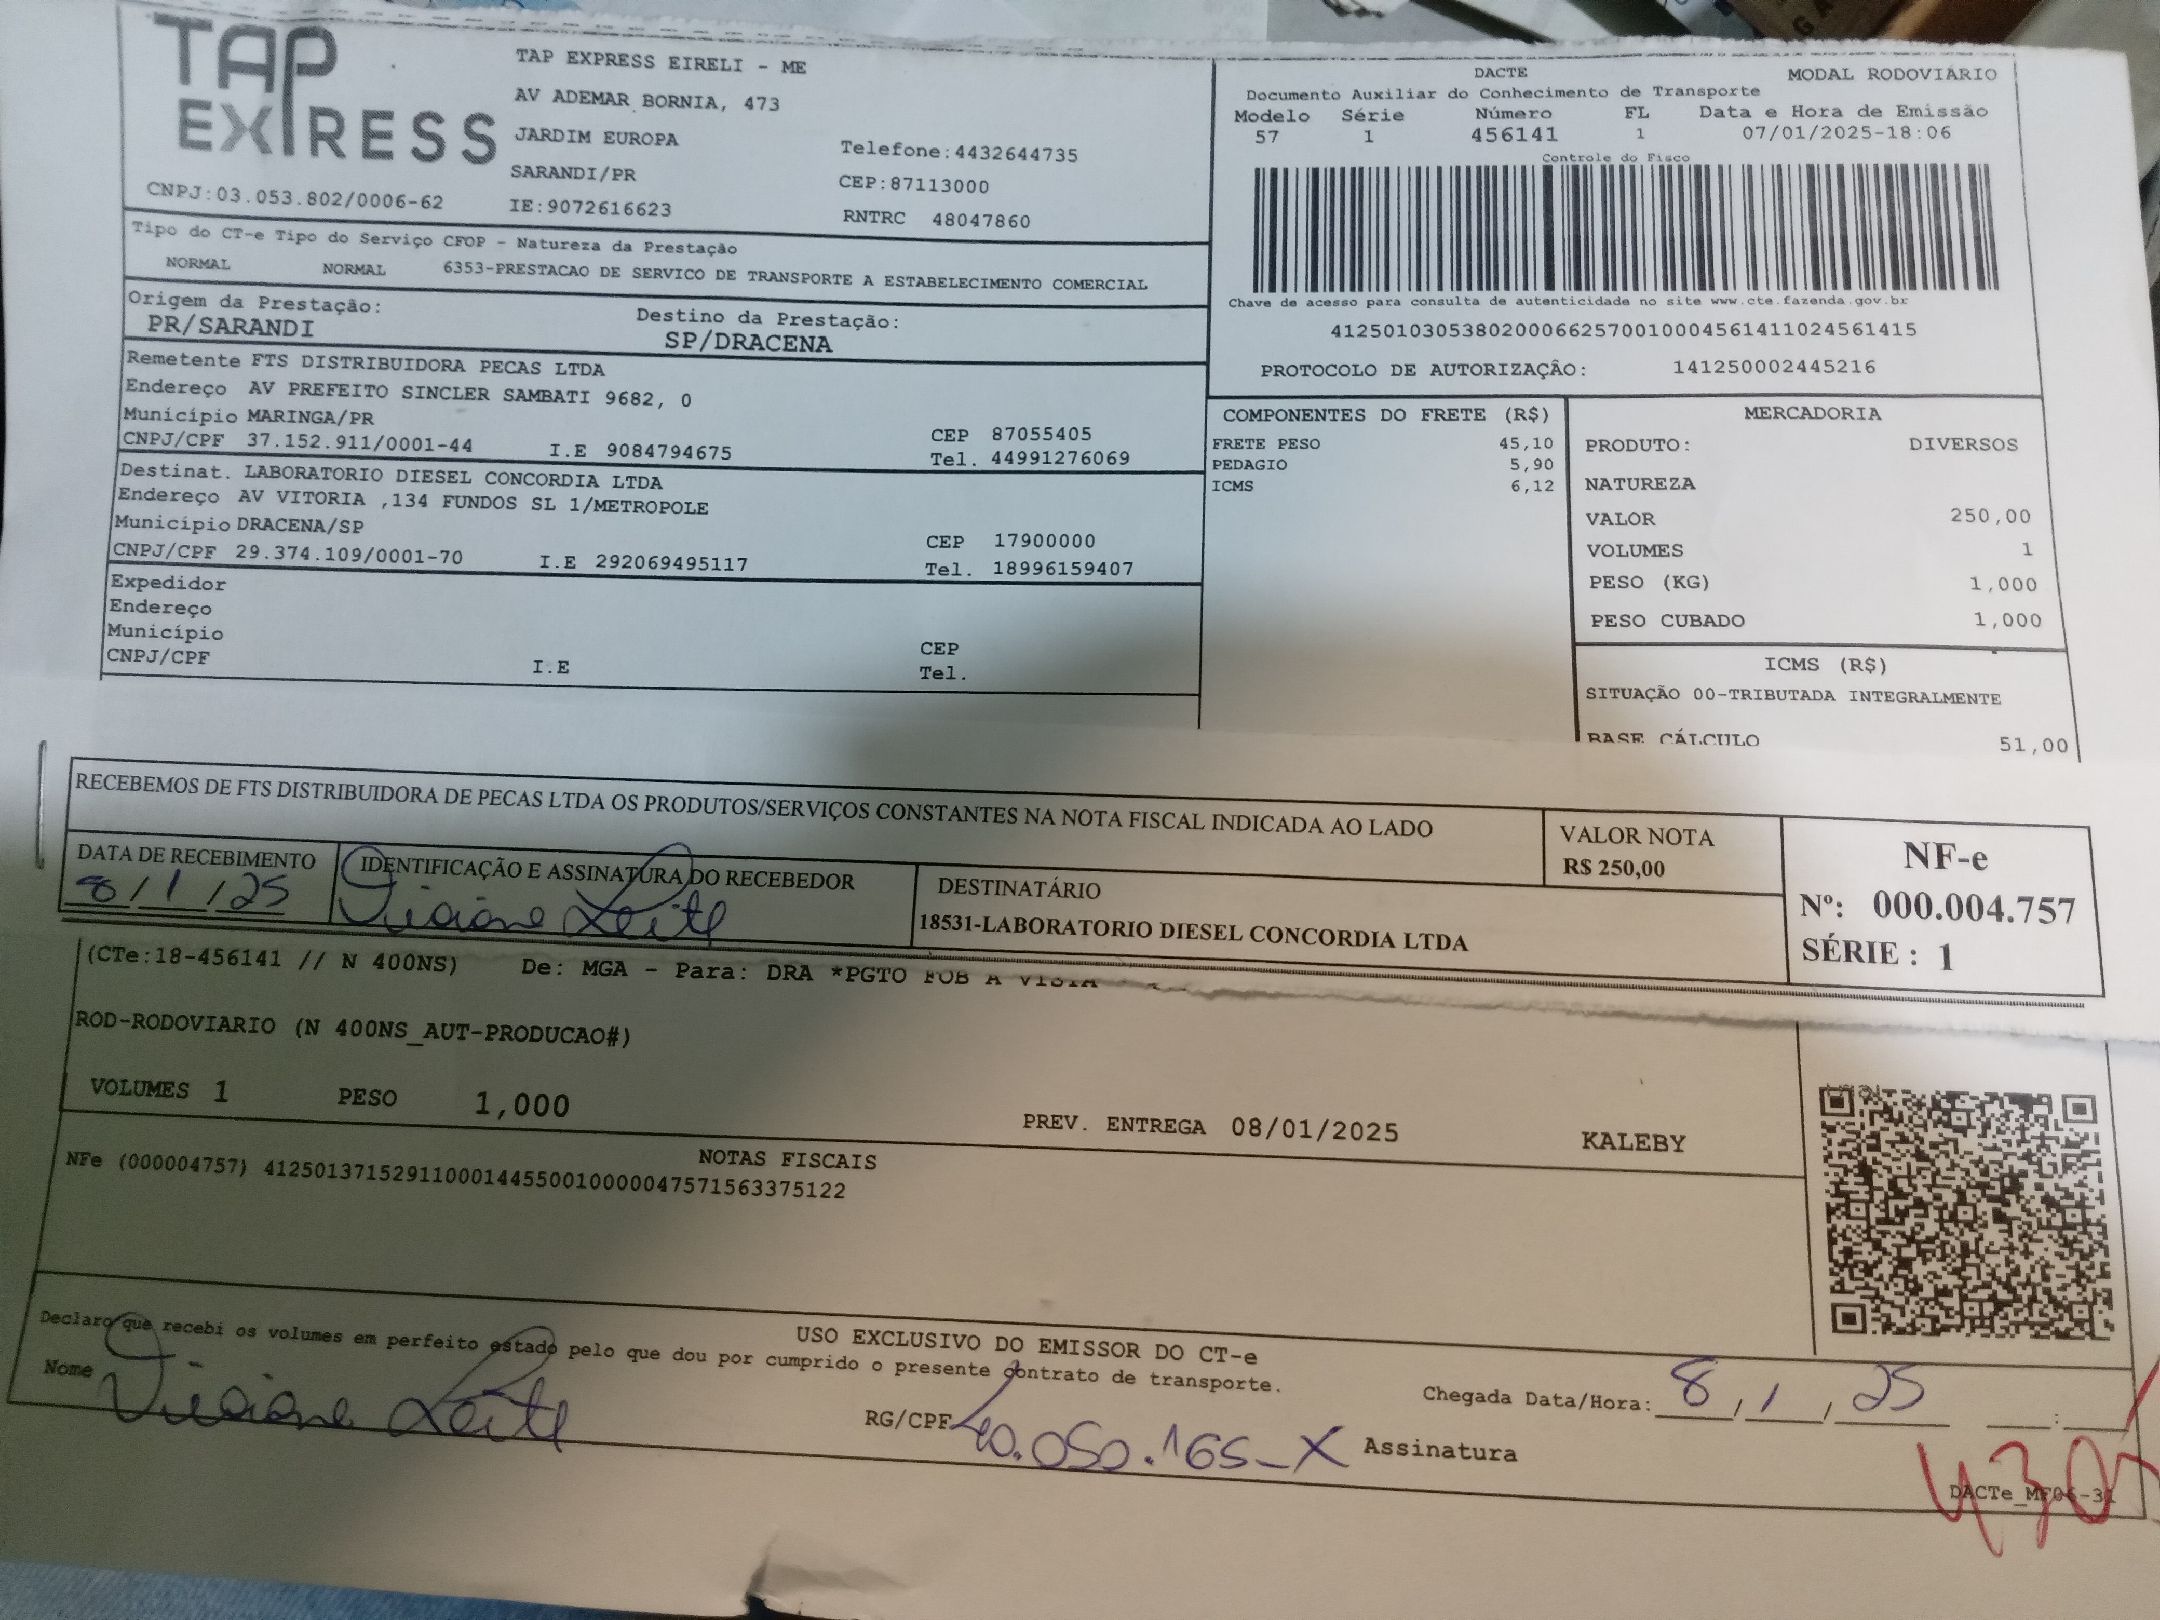 TAP EXPRESS
TAP EXPRESS EIRELI - ME
AV ADEMAR BORNIA, 473
JARDIM EUROPA
SARANDI/PR
Telefone:4432644735
CEP:87113000
CNPJ:03.053.802/0006-62
IE:9072616623
RNTRC 48047860
Tipo do CT-e Tipo do Serviço CFOP - Natureza da Prestação
NORMAL NORMAL 6353-PRESTACAO DE SERVICO DE TRANSPORTE A ESTABELECIMENTO COMERCIAL
Origem da Prestação: Destino da Prestação:
PR/SARANDI SP/DRACENA
Remetente FTS DISTRIBUIDORA PECAS LTDA
Endereço AV PREFEITO SINCLER SAMBATI 9682, 0
Município MARINGA/PR CEP 87055405
CNPJ/CPF 37.152.911/0001-44 I.E 9084794675 Tel. 44991276069
Destinat. LABORATORIO DIESEL CONCORDIA LTDA
Endereço AV VITORIA ,134 FUNDOS SL 1/METROPOLE
Município DRACENA/SP CEP 17900000
CNPJ/CPF 29.374.109/0001-70 I.E 292069495117 Tel. 18996159407
Expedidor
Endereço
Município CEP
CNPJ/CPF I.E Tel.
DACTE MODAL RODOVIÁRIO
Documento Auxiliar do Conhecimento de Transporte
Modelo Série Número FL Data e Hora de Emissão
57 1 456141 1 07/01/2025-18:06
Controle do Fisco
Chave de acesso para consulta de autenticidade no site www.cte.fazenda.gov.br
41250103053802000662570010004561411024561415
PROTOCOLO DE AUTORIZAÇÃO: 141250002445216
COMPONENTES DO FRETE (R$)
FRETE PESO 45,10
PEDAGIO 5,90
ICMS 6,12
MERCADORIA
PRODUTO: DIVERSOS
NATUREZA
VALOR 250,00
VOLUMES 1
PESO (KG) 1,000
PESO CUBADO 1,000
ICMS (R$)
SITUAÇÃO 00-TRIBUTADA INTEGRALMENTE
BASE CÁLCULO 51,00
RECEBEMOS DE FTS DISTRIBUIDORA DE PECAS LTDA OS PRODUTOS/SERVIÇOS CONSTANTES NA NOTA FISCAL INDICADA AO LADO
VALOR NOTA
R$ 250,00
NF-e
Nº: 000.004.757
SÉRIE : 1
DATA DE RECEBIMENTO
8/1/25
IDENTIFICAÇÃO E ASSINATURA DO RECEBEDOR
Viviane Leite
DESTINATÁRIO
18531-LABORATORIO DIESEL CONCORDIA LTDA
(CTe:18-456141 // N 400NS) De: MGA - Para: DRA *PGTO FOB A VISTA
ROD-RODOVIARIO (N 400NS_AUT-PRODUCAO#)
VOLUMES 1 PESO 1,000 PREV. ENTREGA 08/01/2025 KALEBY
NOTAS FISCAIS
NFe (000004757) 41250137152911000144550010000047571563375122
USO EXCLUSIVO DO EMISSOR DO CT-e
Declaro que recebi os volumes em perfeito estado pelo que dou por cumprido o presente contrato de transporte.
Nome Viviane Leite RG/CPF 40.050.165-X Assinatura
Chegada Data/Hora: 8/1/25 :